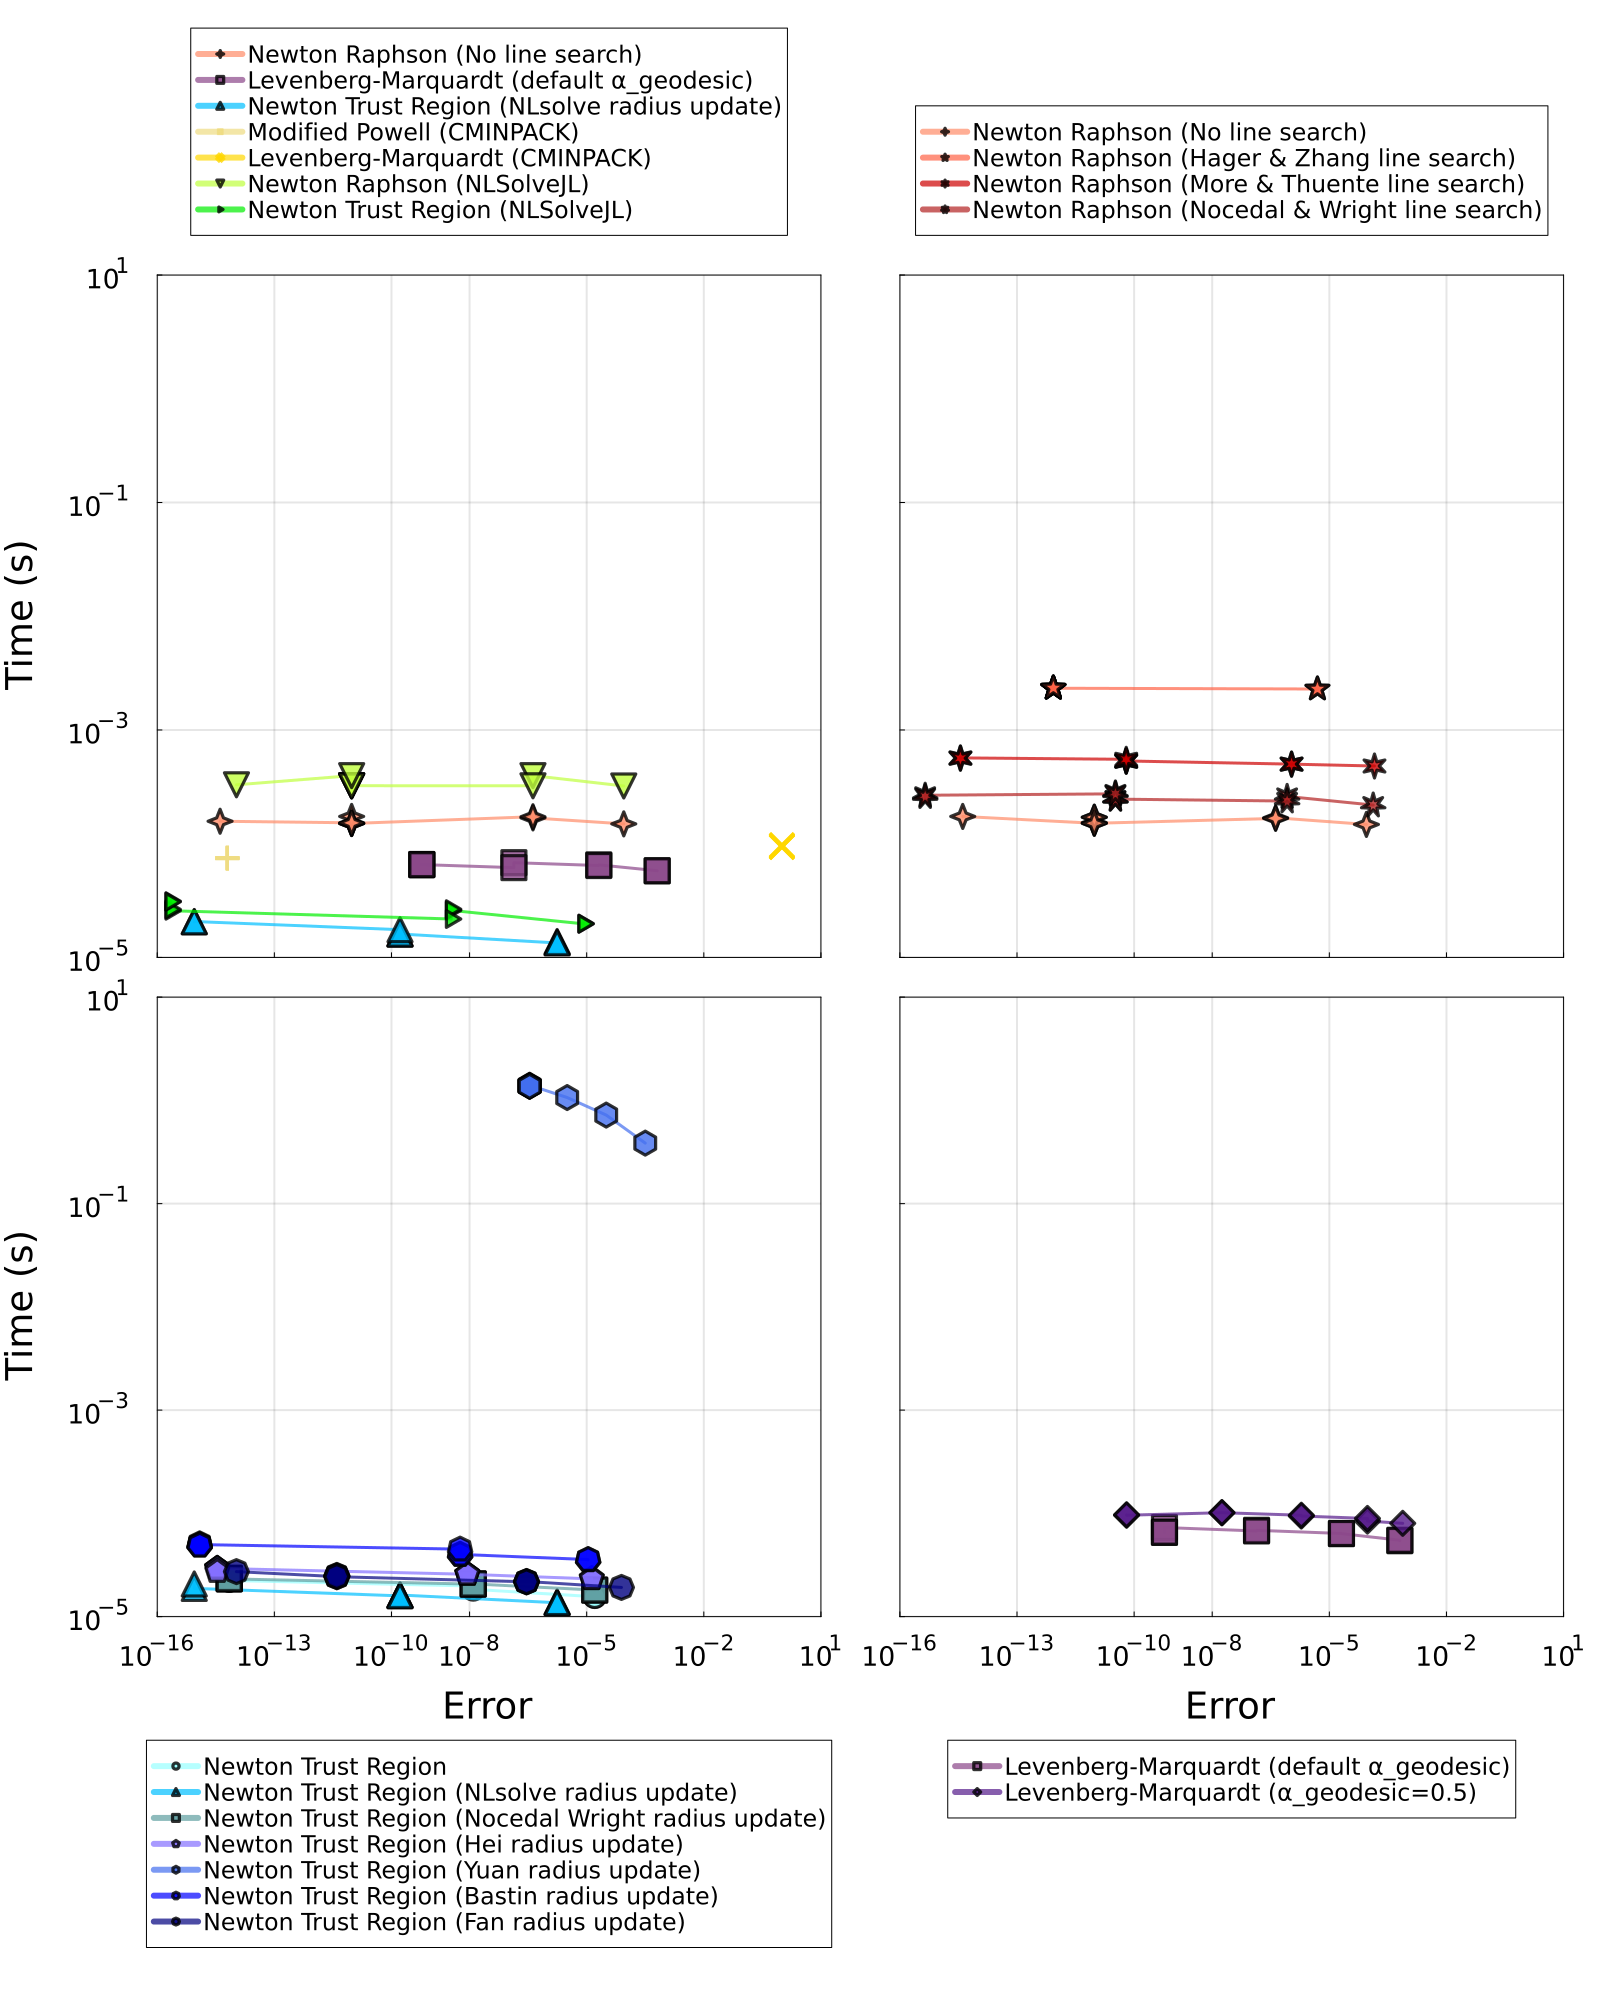 Newton Raphson (No line search)
Levenberg-Marquardt (default α_geodesic)
Newton Trust Region (NLsolve radius update)
Modified Powell (CMINPACK)
Levenberg-Marquardt (CMINPACK)
Newton Raphson (NLSolveJL)
Newton Trust Region (NLSolveJL)
Newton Raphson (No line search)
Newton Raphson (Hager & Zhang line search)
Newton Raphson (More & Thuente line search)
Newton Raphson (Nocedal & Wright line search)
10¹
10⁻¹
10⁻³
10⁻⁵
Time (s)
10¹
10⁻¹
10⁻³
10⁻⁵
Time (s)
10⁻¹⁶ 10⁻¹³ 10⁻¹⁰ 10⁻⁸ 10⁻⁵ 10⁻² 10¹
Error
10⁻¹⁶ 10⁻¹³ 10⁻¹⁰ 10⁻⁸ 10⁻⁵ 10⁻² 10¹
Error
Newton Trust Region
Newton Trust Region (NLsolve radius update)
Newton Trust Region (Nocedal Wright radius update)
Newton Trust Region (Hei radius update)
Newton Trust Region (Yuan radius update)
Newton Trust Region (Bastin radius update)
Newton Trust Region (Fan radius update)
Levenberg-Marquardt (default α_geodesic)
Levenberg-Marquardt (α_geodesic=0.5)